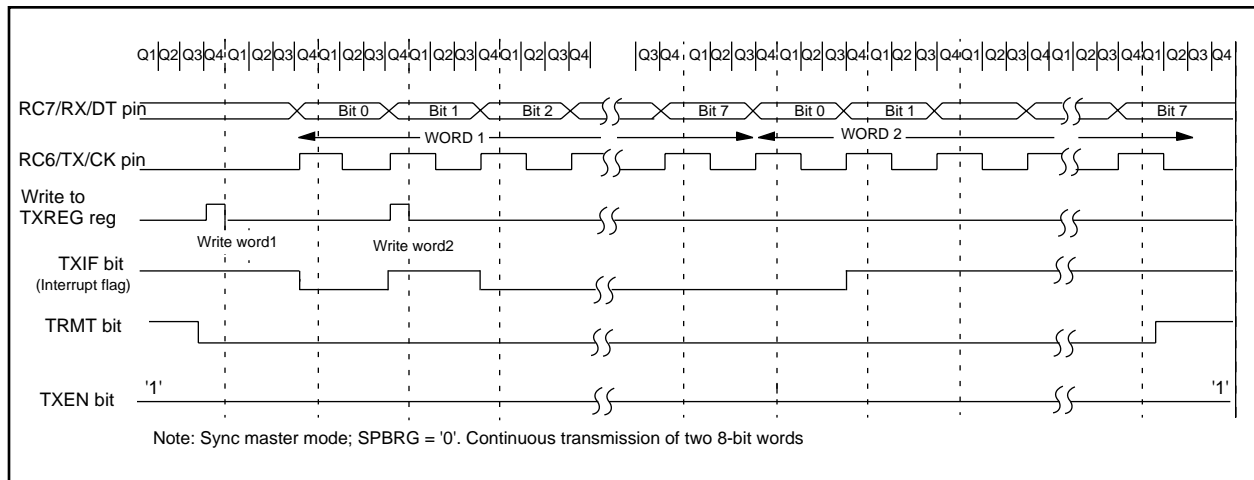 Q1 Q2 Q3 Q4 Q1 Q2 Q3 Q4 Q1 Q2 Q3 Q4 Q1 Q2 Q3 Q4 Q1 Q2 Q3 Q4 Q3 Q4 Q1 Q2 Q3 Q4 Q1 Q2 Q3 Q4 Q1 Q2 Q3 Q4 Q1 Q2 Q3 Q4 Q1 Q2 Q3 Q4 Q1 Q2 Q3 Q4
RC7/RX/DT pin Bit 0 Bit 1 Bit 2 Bit 7 Bit 0 Bit 1 Bit 7
WORD 1 WORD 2
RC6/TX/CK pin
Write to
TXREG reg
Write word1 Write word2
TXIF bit
(Interrupt flag)
TRMT bit
'1' '1'
TXEN bit
Note: Sync master mode; SPBRG = '0'. Continuous transmission of two 8-bit words